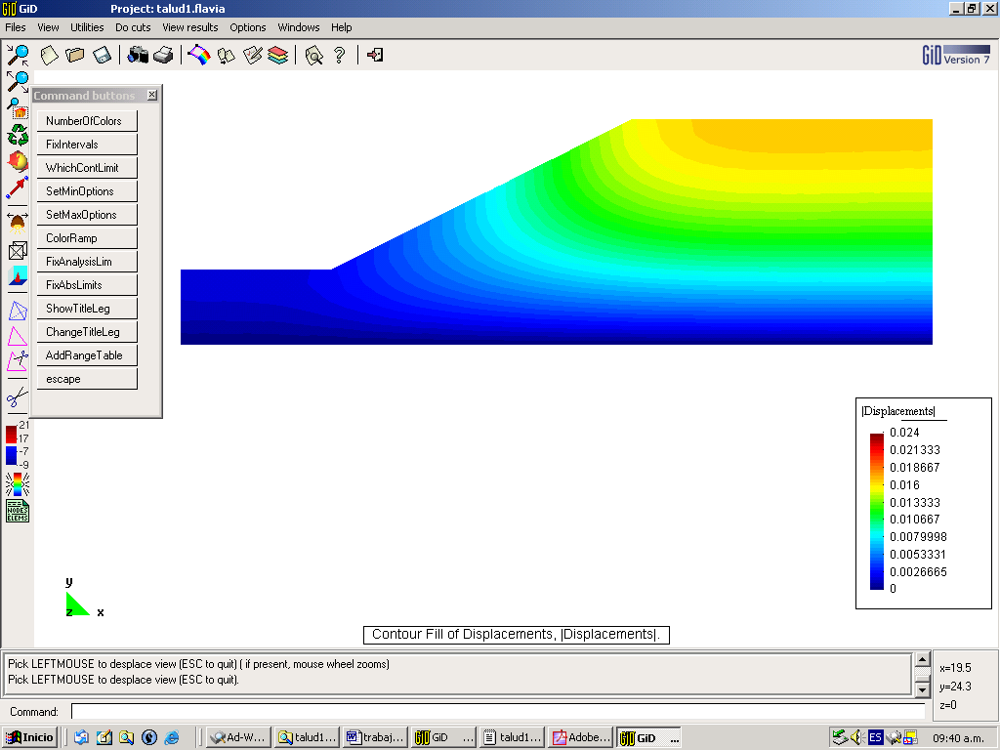 GiD GiD Project: talud1.flavia
Files View Utilities Do cuts View results Options Windows Help
GiD Version 7
Command buttons
NumberOfColors
FixIntervals
WhichContLimit
SetMinOptions
SetMaxOptions
ColorRamp
FixAnalysisLim
FixAbsLimits
ShowTitleLeg
ChangeTitleLeg
AddRangeTable
escape
21
17
-7
-9
NODES
ELEMS
|Displacements|
0.024
0.021333
0.018667
0.016
0.013333
0.010667
0.0079998
0.0053331
0.0026665
0
y
z x
Contour Fill of Displacements, |Displacements|.
Pick LEFTMOUSE to desplace view (ESC to quit) ( if present, mouse wheel zooms)
Pick LEFTMOUSE to desplace view (ESC to quit).
x=19.5
y=24.3
z=0
Command:
Inicio Ad-W... talud1... trabaj... GiD GiD ... talud1... Adobe... GiD GiD ... ES 09:40 a.m.